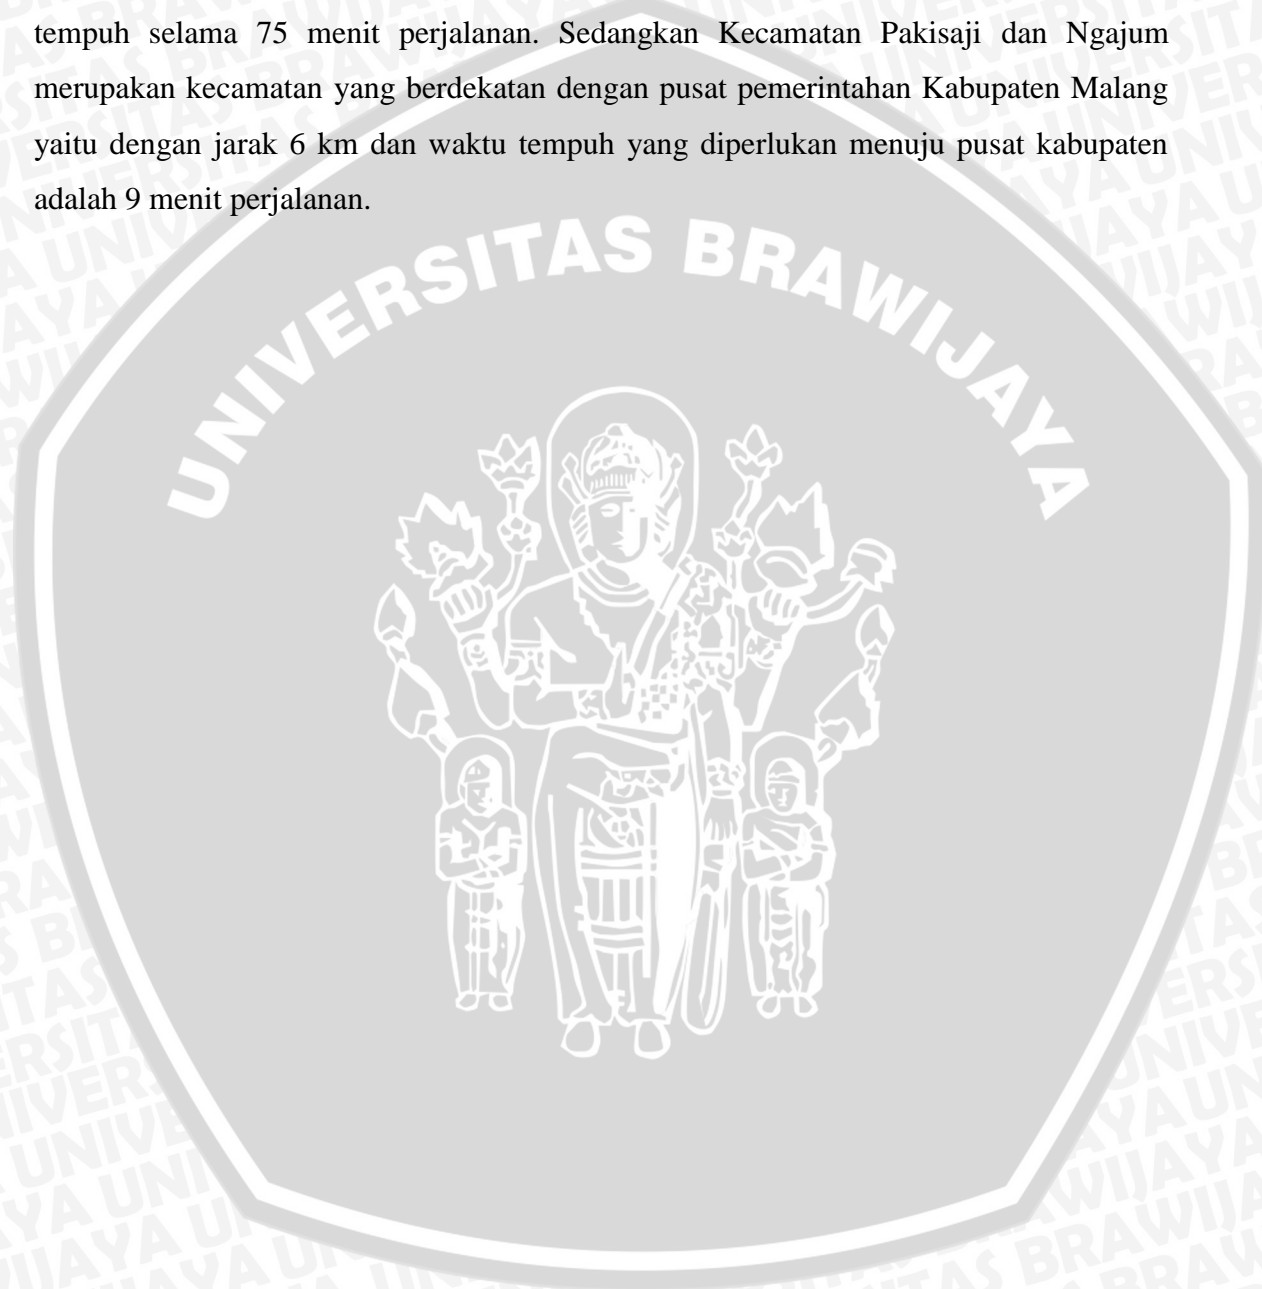 tempuh selama 75 menit perjalanan. Sedangkan Kecamatan Pakisaji dan Ngajum
merupakan kecamatan yang berdekatan dengan pusat pemerintahan Kabupaten Malang
yaitu dengan jarak 6 km dan waktu tempuh yang diperlukan menuju pusat kabupaten
adalah 9 menit perjalanan.
UNIVERSITAS BRAWIJAYA